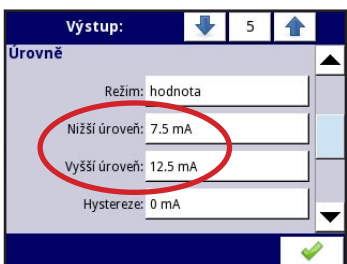 Výstup: 5
Úrovně
Režim: hodnota
Nižší úroveň: 7.5 mA
Vyšší úroveň: 12.5 mA
Hystereze: 0 mA